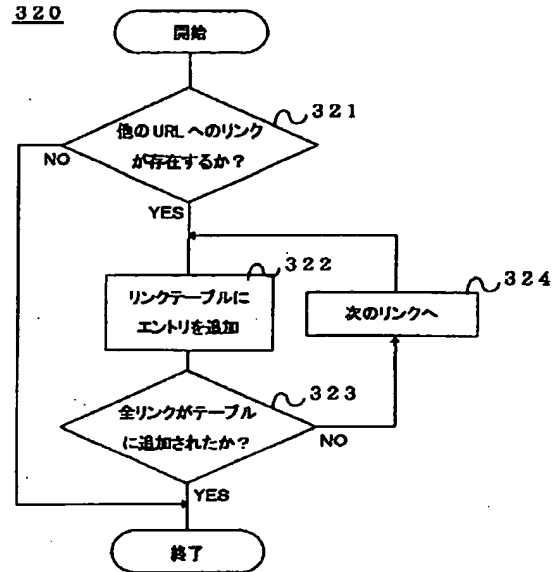 320
開始
321
他の URL へのリンク
が存在するか？
NO
YES
322
リンクテーブルに
エントリを追加
324
次のリンクへ
323
全リンクがテーブル
に追加されたか？
NO
YES
終了